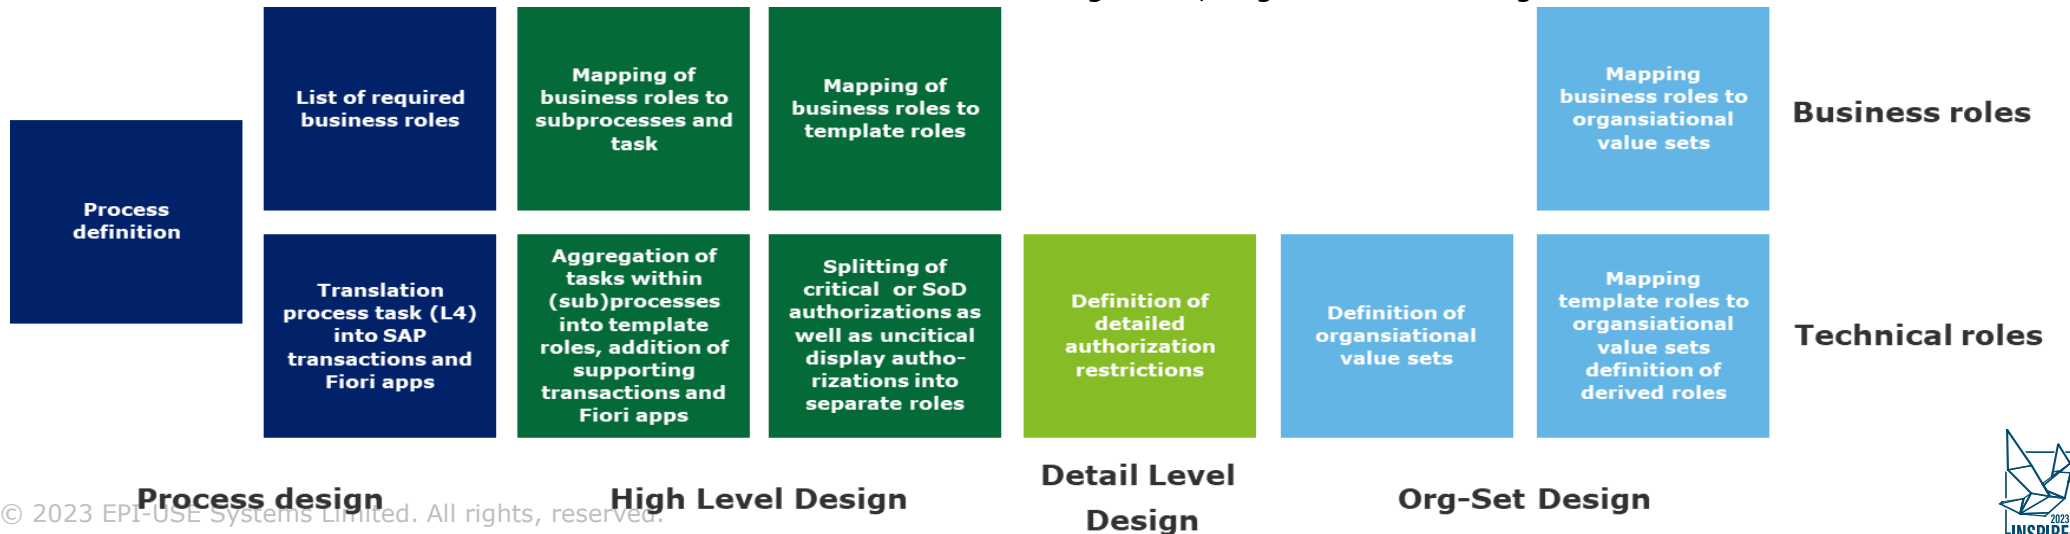 Process
definition
List of required
business roles
Translation
process task (L4)
into SAP
transactions and
Fiori apps
Mapping of
business roles to
subprocesses and
task
Aggregation of
tasks within
(sub)processes
into template
roles, addition of
supporting
transactions and
Fiori apps
Mapping of
business roles to
template roles
Splitting of
critical or SoD
authorizations as
well as uncitical
display autho-
rizations into
separate roles
Definition of
detailed
authorization
restrictions
Definition of
organsiational
value sets
Mapping
business roles to
organsiational
value sets
Mapping
template roles to
organsiational
value sets
definition of
derived roles
Business roles
Technical roles
Process design
High Level Design
Detail Level
Design
Org-Set Design
© 2023 EPI-USE Systems Limited. All rights, reserved.
2023
INSPIRE